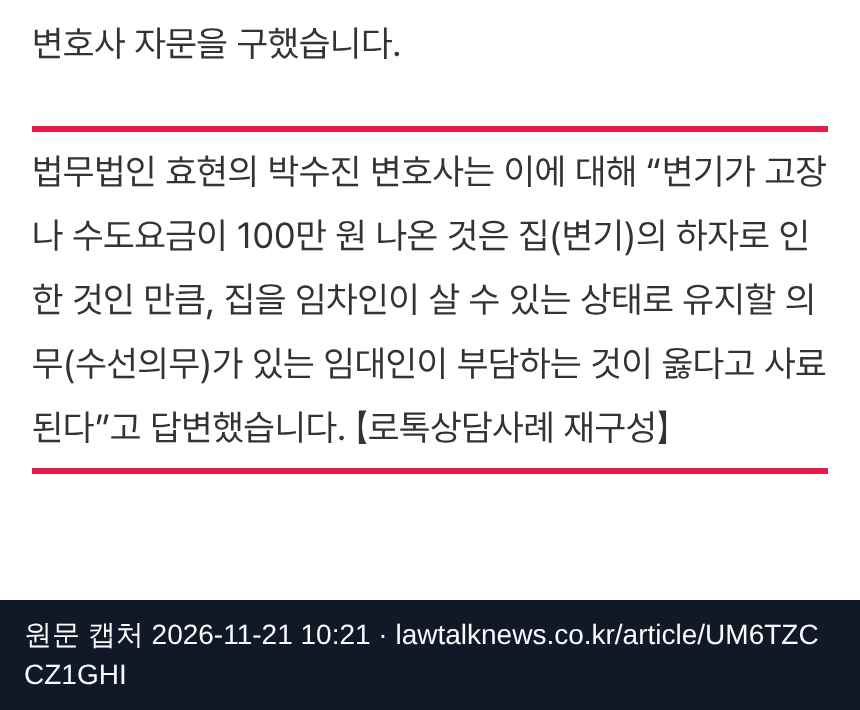 변호사 자문을 구했습니다.
법무법인 효현의 박수진 변호사는 이에 대해 “변기가 고장
나 수도요금이 100만 원 나온 것은 집(변기)의 하자로 인
한 것인 만큼, 집을 임차인이 살 수 있는 상태로 유지할 의
무(수선의무)가 있는 임대인이 부담하는 것이 옳다고 사료
된다”고 답변했습니다.【로톡상담사례 재구성】
원문 캡처 2026-11-21 10:21 · lawtalknews.co.kr/article/UM6TZC
CZ1GHI